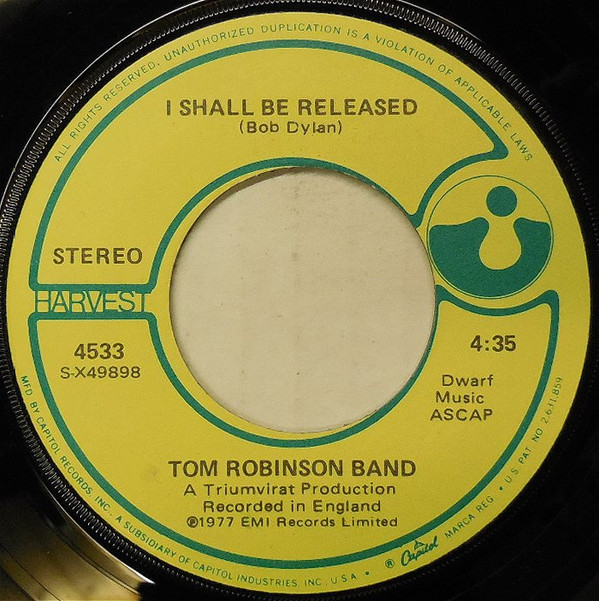 ALL RIGHTS RESERVED. UNAUTHORIZED DUPLICATION IS A VIOLATION OF APPLICABLE LAWS
I SHALL BE RELEASED
(Bob Dylan)
STEREO
HARVEST
4533
S-X49898
4:35
Dwarf
Music
ASCAP
TOM ROBINSON BAND
A Triumvirat Production
Recorded in England
℗1977 EMI Records Limited
MFD. BY CAPITOL RECORDS, INC., A SUBSIDIARY OF CAPITOL INDUSTRIES, INC., U.S.A. • ® Capitol MARCA REG. • U.S. PAT. NO. 2,631,859